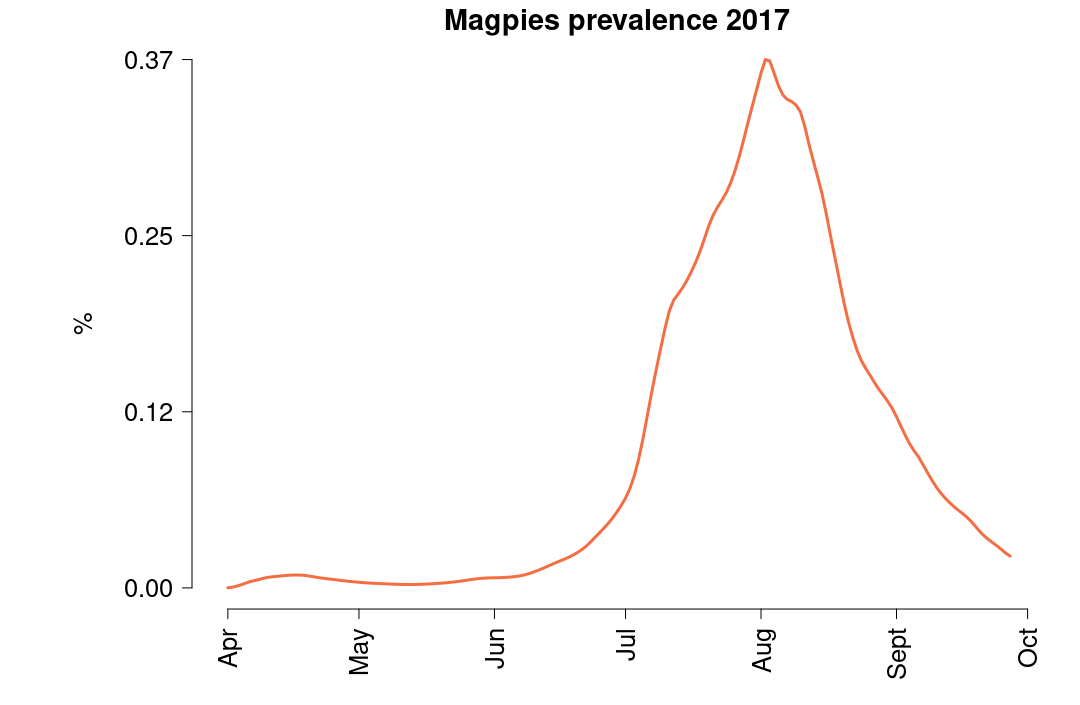 Magpies prevalence 2017
0.37
0.25
0.12
0.00
%
Apr
May
Jun
Jul
Aug
Sept
Oct